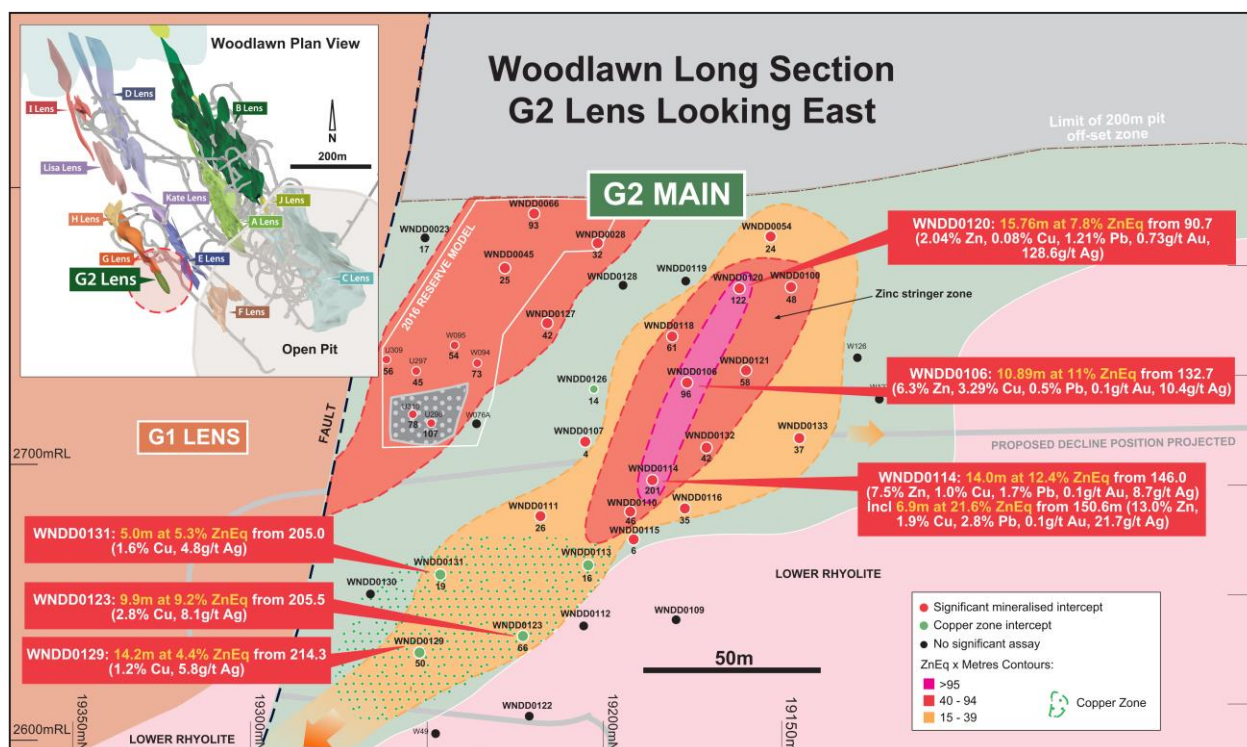 Woodlawn Plan View
D Lens
I Lens
B Lens
N
200m
Lisa Lens
Kate Lens
J Lens
H Lens
A Lens
G Lens
E Lens
G2 Lens
C Lens
F Lens
Open Pit
Woodlawn Long Section
G2 Lens Looking East
Limit of 200m pit
off-set zone
G2 MAIN
WNDD0066
93
WNDD0023
17
WNDD0028
32
WNDD0045
25
2016 RESERVE MODEL
WNDD0128
WNDD0119
WNDD0054
24
WNDD0120
122
WNDD0100
48
WNDD0120: 15.76m at 7.8% ZnEq from 90.7
(2.04% Zn, 0.08% Cu, 1.21% Pb, 0.73g/t Au,
128.6g/t Ag)
Zinc stringer zone
WNDD0127
42
WNDD0118
61
U309
56
W095
54
W094
73
U297
45
WNDD0121
58
W126
WNDD0106
96
WNDD0106: 10.89m at 11% ZnEq from 132.7
(6.3% Zn, 3.29% Cu, 0.5% Pb, 0.1g/t Au, 10.4g/t Ag)
WNDD0126
14
U310
78
U298
107
W076A
G1 LENS
FAULT
WNDD0107
4
WNDD0132
42
WNDD0133
37
PROPOSED DECLINE POSITION PROJECTED
2700mRL
WNDD0114
201
WNDD0114: 14.0m at 12.4% ZnEq from 146.0
(7.5% Zn, 1.0% Cu, 1.7% Pb, 0.1g/t Au, 8.7g/t Ag)
Incl 6.9m at 21.6% ZnEq from 150.6m (13.0% Zn,
1.9% Cu, 2.8% Pb, 0.1g/t Au, 21.7g/t Ag)
WNDD0111
26
WNDD0110
46
WNDD0116
35
WNDD0115
6
WNDD0131: 5.0m at 5.3% ZnEq from 205.0
(1.6% Cu, 4.8g/t Ag)
WNDD0131
19
WNDD0113
16
WNDD0130
LOWER RHYOLITE
WNDD0123: 9.9m at 9.2% ZnEq from 205.5
(2.8% Cu, 8.1g/t Ag)
WNDD0123
66
WNDD0112
WNDD0109
WNDD0129: 14.2m at 4.4% ZnEq from 214.3
(1.2% Cu, 5.8g/t Ag)
WNDD0129
50
50m
Significant mineralised intercept
Copper zone intercept
No significant assay
ZnEq x Metres Contours:
>95
40 - 94
15 - 39
Copper Zone
19350mN
19300mN
19200mN
19150mN
WNDD0122
W49
2600mRL
LOWER RHYOLITE